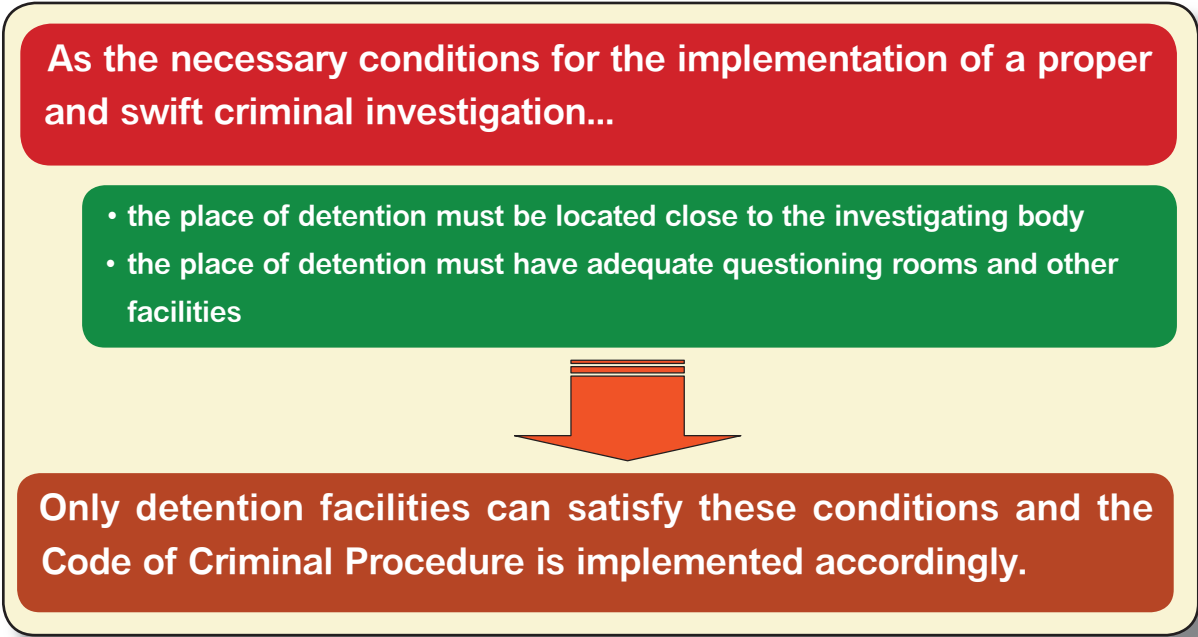 As the necessary conditions for the implementation of a proper
and swift criminal investigation...
• the place of detention must be located close to the investigating body
• the place of detention must have adequate questioning rooms and other
facilities
Only detention facilities can satisfy these conditions and the
Code of Criminal Procedure is implemented accordingly.